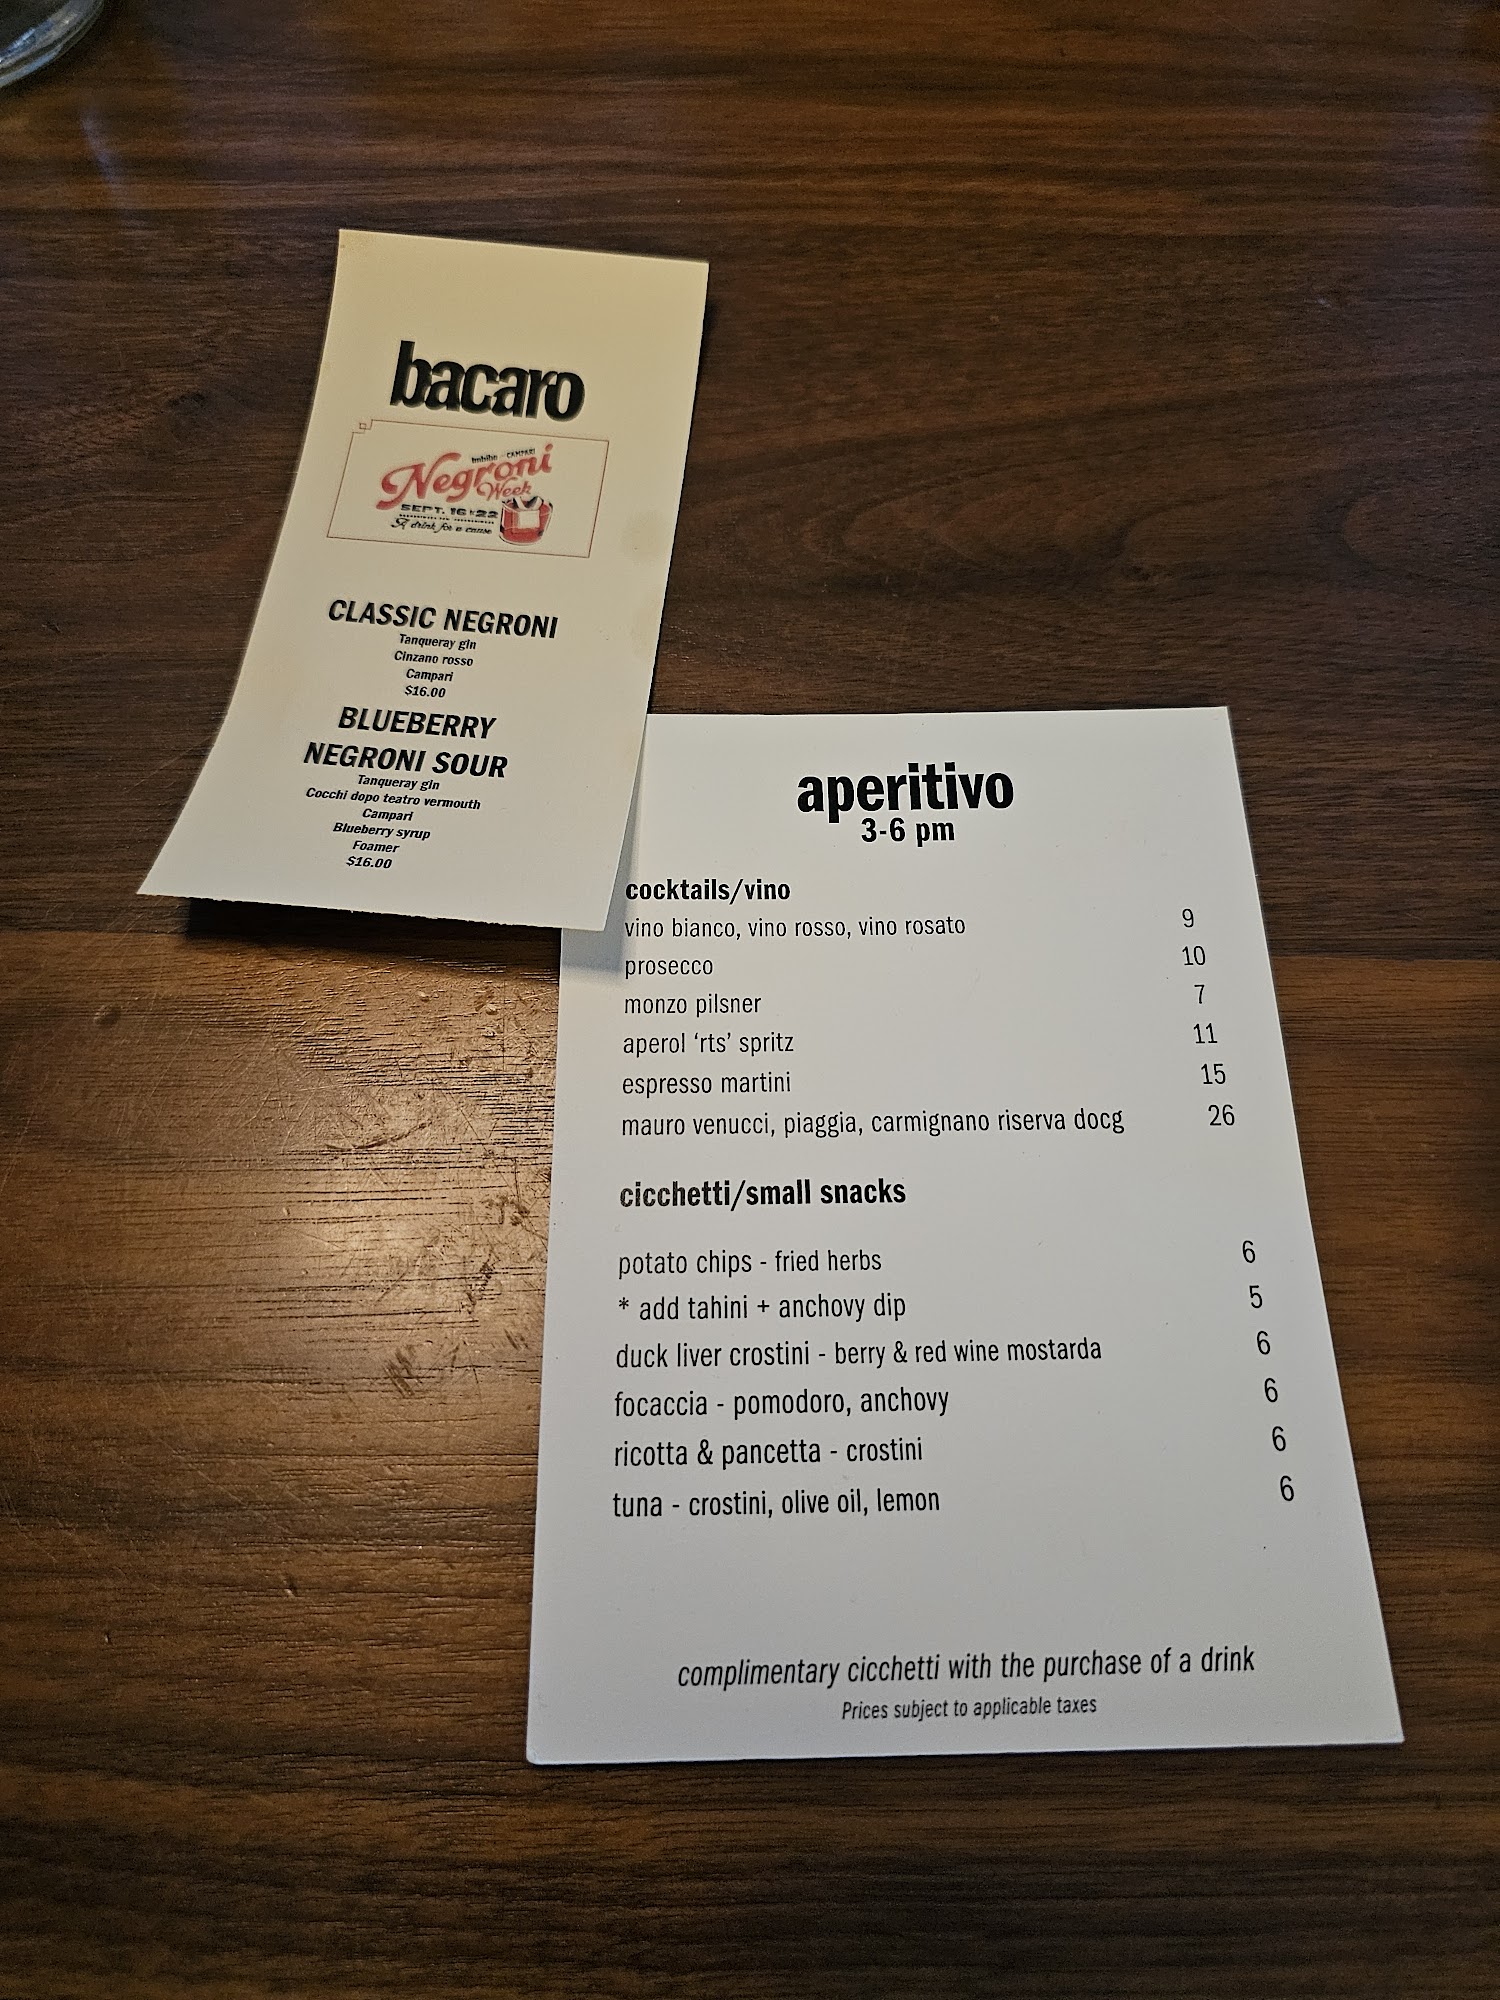 bacaro
imbibe CAMPARI
Negroni
Week
SEPT. 16-22
A drink for a cause
CLASSIC NEGRONI
Tanqueray gin
Cinzano rosso
Campari
$16.00
BLUEBERRY
NEGRONI SOUR
Tanqueray gin
Cocchi dopo teatro vermouth
Campari
Blueberry syrup
Foamer
$16.00
aperitivo
3-6 pm
cocktails/vino
vino bianco, vino rosso, vino rosato 9
prosecco 10
monzo pilsner 7
aperol ‘rts’ spritz 11
espresso martini 15
mauro venucci, piaggia, carmignano riserva docg 26
cicchetti/small snacks
potato chips - fried herbs 6
* add tahini + anchovy dip 5
duck liver crostini - berry & red wine mostarda 6
focaccia - pomodoro, anchovy 6
ricotta & pancetta - crostini 6
tuna - crostini, olive oil, lemon 6
complimentary cicchetti with the purchase of a drink
Prices subject to applicable taxes